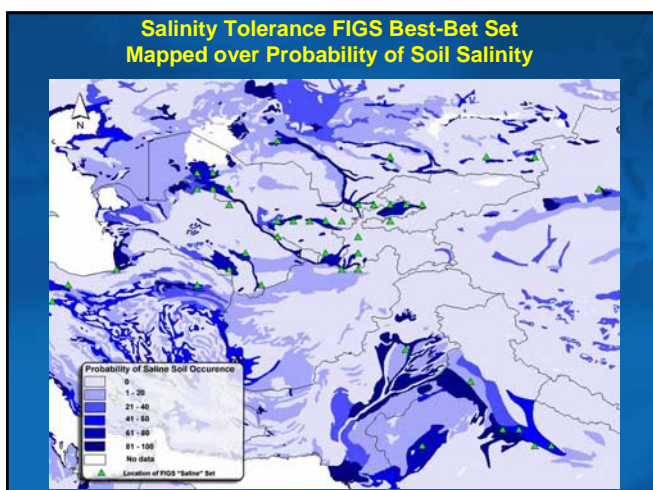 Salinity Tolerance FIGS Best-Bet Set
Mapped over Probability of Soil Salinity
N
Probability of Saline Soil Occurence
0
1 - 20
21 - 40
41 - 60
61 - 80
81 - 100
No data
Location of FIGS "Saline" Set